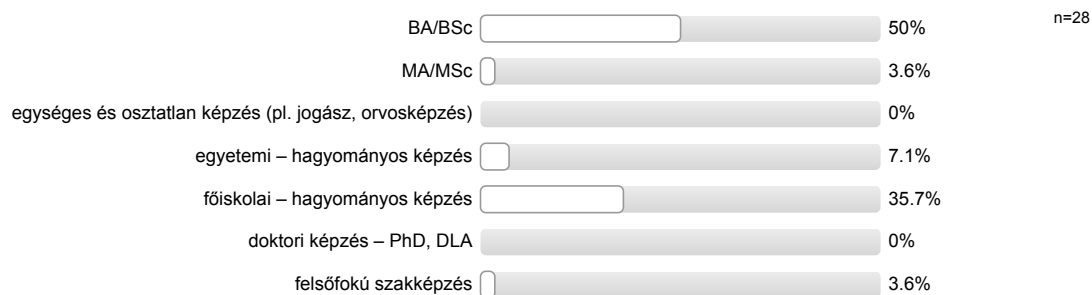 n=28
BA/BSc 50%
MA/MSc 3.6%
egységes és osztatlan képzés (pl. jogász, orvosképzés) 0%
egyetemi – hagyományos képzés 7.1%
főiskolai – hagyományos képzés 35.7%
doktori képzés – PhD, DLA 0%
felsőfokú szakképzés 3.6%